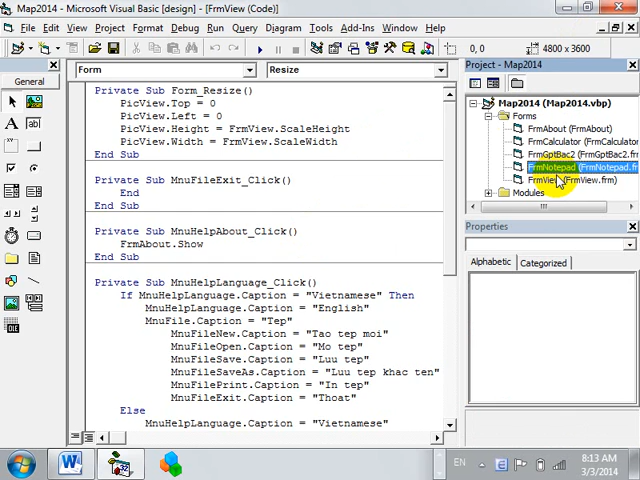 Map2014 - Microsoft Visual Basic [design] - [FrmView (Code)]
File Edit View Project Format Debug Run Query Diagram Tools Add-Ins Window Help
0, 0 4800 x 3600
General
A
ab|
Form Resize
Private Sub Form_Resize()
PicView.Top = 0
PicView.Left = 0
PicView.Height = FrmView.ScaleHeight
PicView.Width = FrmView.ScaleWidth
End Sub
Private Sub MnuFileExit_Click()
End
End Sub
Private Sub MnuHelpAbout_Click()
FrmAbout.Show
End Sub
Private Sub MnuHelpLanguage_Click()
If MnuHelpLanguage.Caption = "Vietnamese" Then
MnuHelpLanguage.Caption = "English"
MnuFile.Caption = "Tep"
MnuFileNew.Caption = "Tao tep moi"
MnuFileOpen.Caption = "Mo tep"
MnuFileSave.Caption = "Luu tep"
MnuFileSaveAs.Caption = "Luu tep khac ten"
MnuFilePrint.Caption = "In tep"
MnuFileExit.Caption = "Thoat"
Else
MnuHelpLanguage.Caption = "Vietnamese"
Project - Map2014
Map2014 (Map2014.vbp)
Forms
FrmAbout (FrmAbout)
FrmCalculator (FrmCalculator
FrmGptBac2 (FrmGptBac2.frr
FrmNotepad (FrmNotepad.fr
FrmView (FrmView.frm)
Modules
Properties
Alphabetic Categorized
OLE
EN
8:13 AM
3/3/2014